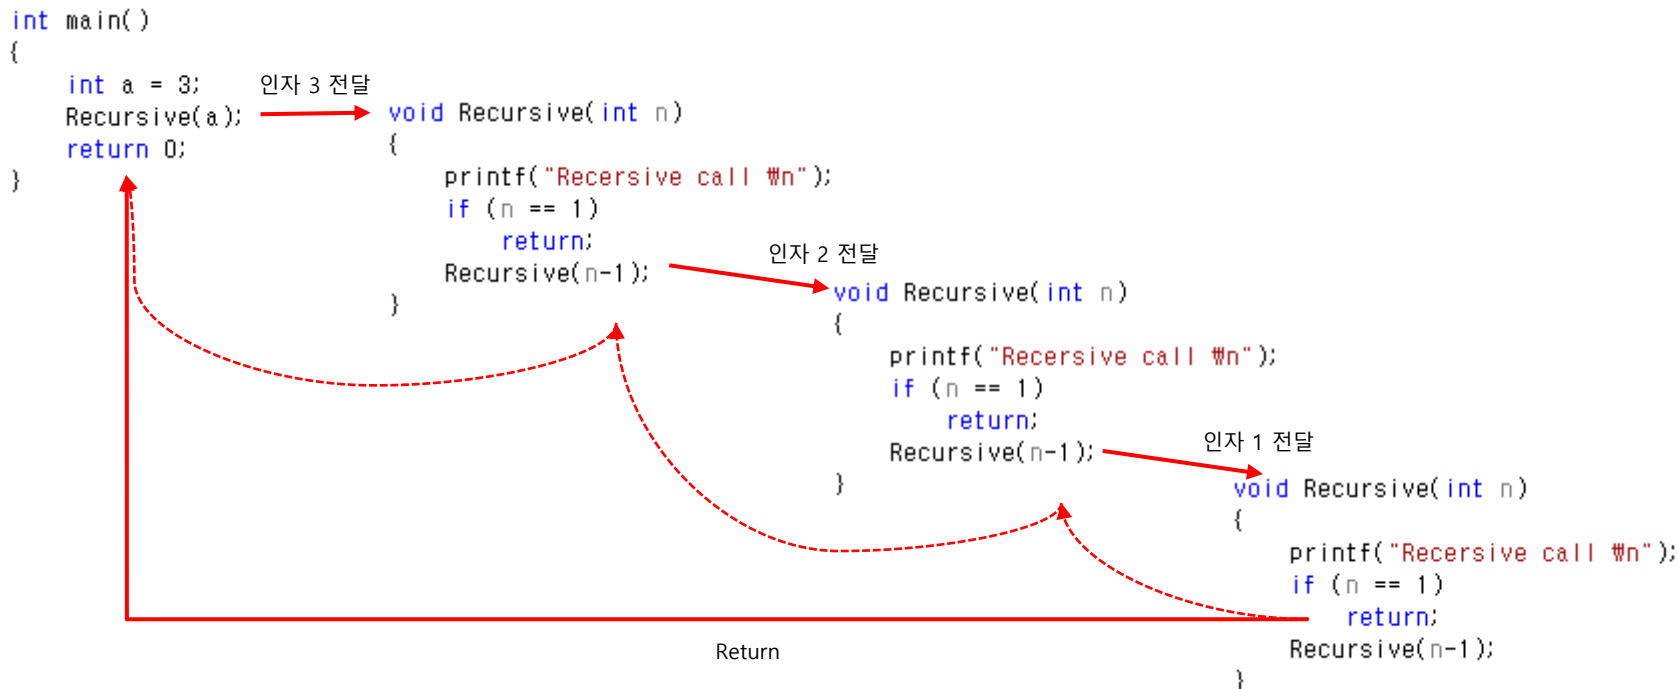 int main()
{
int a = 3;
Recursive(a);
return 0;
}
인자 3 전달
void Recursive(int n)
{
printf("Recersive call ₩n");
if (n == 1)
return;
Recursive(n-1);
}
인자 2 전달
void Recursive(int n)
{
printf("Recersive call ₩n");
if (n == 1)
return;
Recursive(n-1);
}
인자 1 전달
void Recursive(int n)
{
printf("Recersive call ₩n");
if (n == 1)
return;
Recursive(n-1);
}
Return